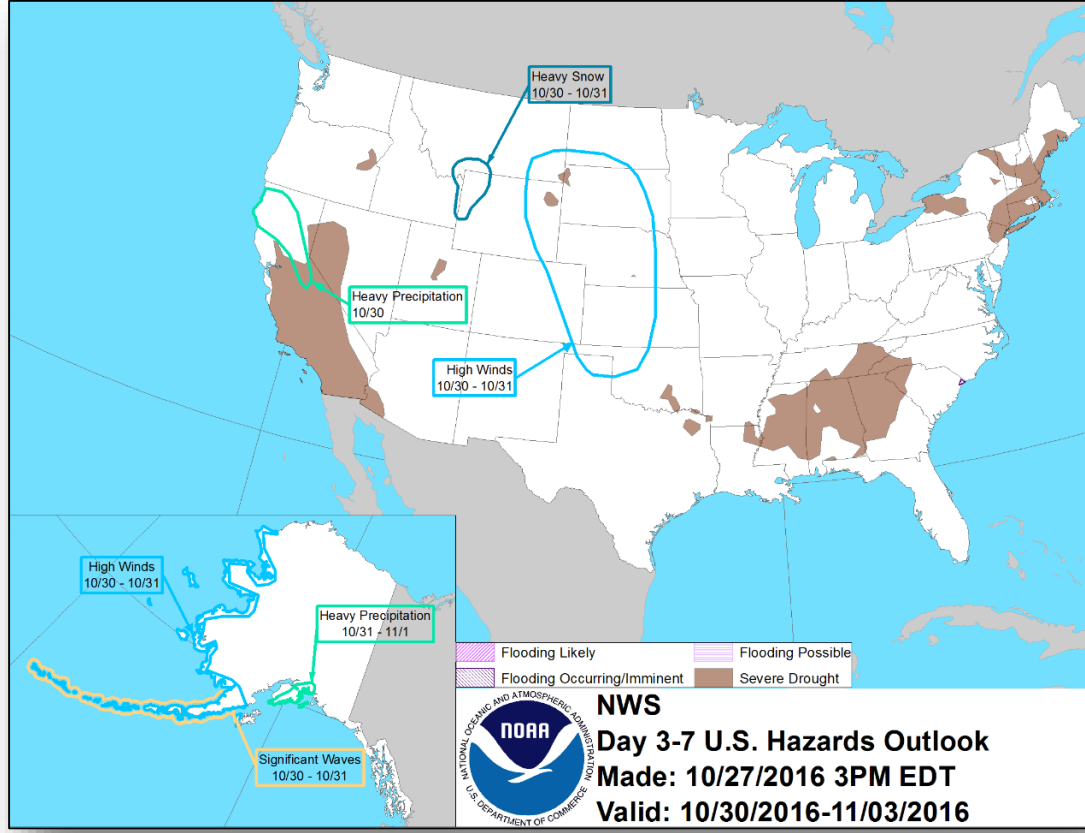 Heavy Snow
10/30 - 10/31
Heavy Precipitation
10/30
High Winds
10/30 - 10/31
High Winds
10/30 - 10/31
Heavy Precipitation
10/31 - 11/1
Significant Waves
10/30 - 10/31
Flooding Likely
Flooding Possible
Flooding Occurring/Imminent
Severe Drought
NATIONAL OCEANIC AND ATMOSPHERIC ADMINISTRATION
NOAA
U.S. DEPARTMENT OF COMMERCE
NWS
Day 3-7 U.S. Hazards Outlook
Made: 10/27/2016 3PM EDT
Valid: 10/30/2016-11/03/2016